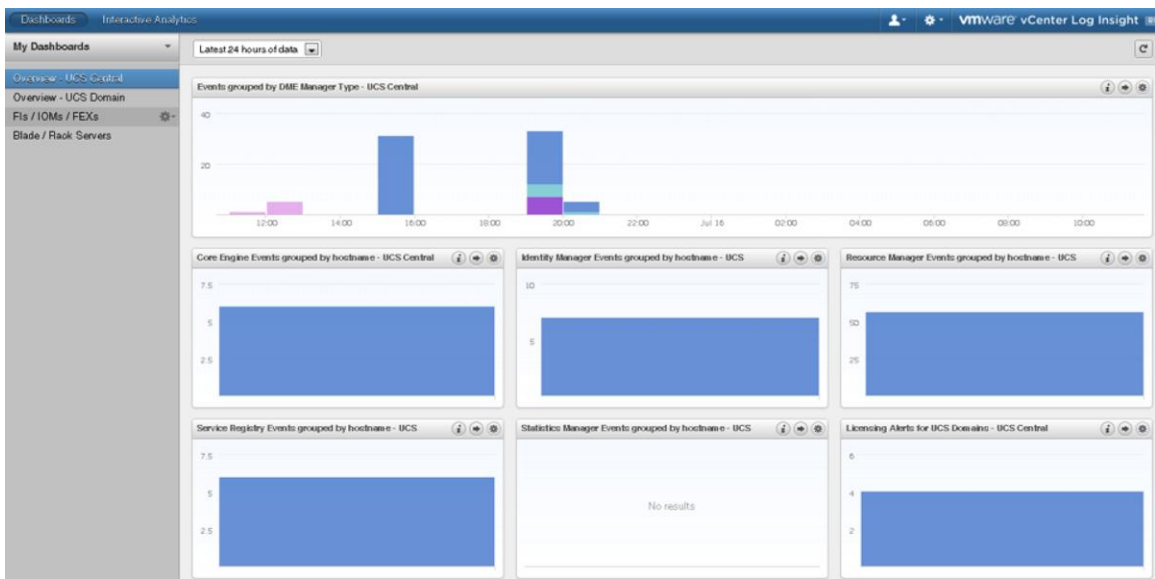 Dashboards Interactive Analytics
vmware vCenter Log Insight
My Dashboards
Latest 24 hours of data
Overview - UCS Central
Overview - UCS Domain
FIs / IOMs / FEXs
Blade / Rack Servers
Events grouped by DME Manager Type - UCS Central
40
20
12:00 14:00 16:00 18:00 20:00 22:00 Jul 16 02:00 04:00 06:00 08:00 10:00
Core Engine Events grouped by hostname - UCS Central
7.5
5
2.5
Identity Manager Events grouped by hostname - UCS
10
5
Resource Manager Events grouped by hostname - UCS
75
50
25
Service Registry Events grouped by hostname - UCS
7.5
5
2.5
Statistics Manager Events grouped by hostname - UCS
No results
Licensing Alerts for UCS Domains - UCS Central
6
4
2